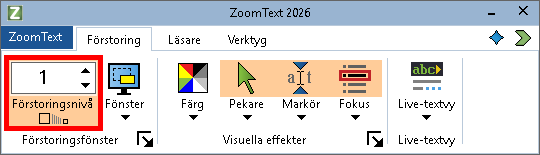 ZoomText 2026
ZoomText Förstoring Läsare Verktyg
1
Förstoringsnivå
Fönster
Färg
Pekare
aIt
Markör
Fokus
abc
Live-textvy
Förstoringsfönster
Visuella effekter
Live-textvy